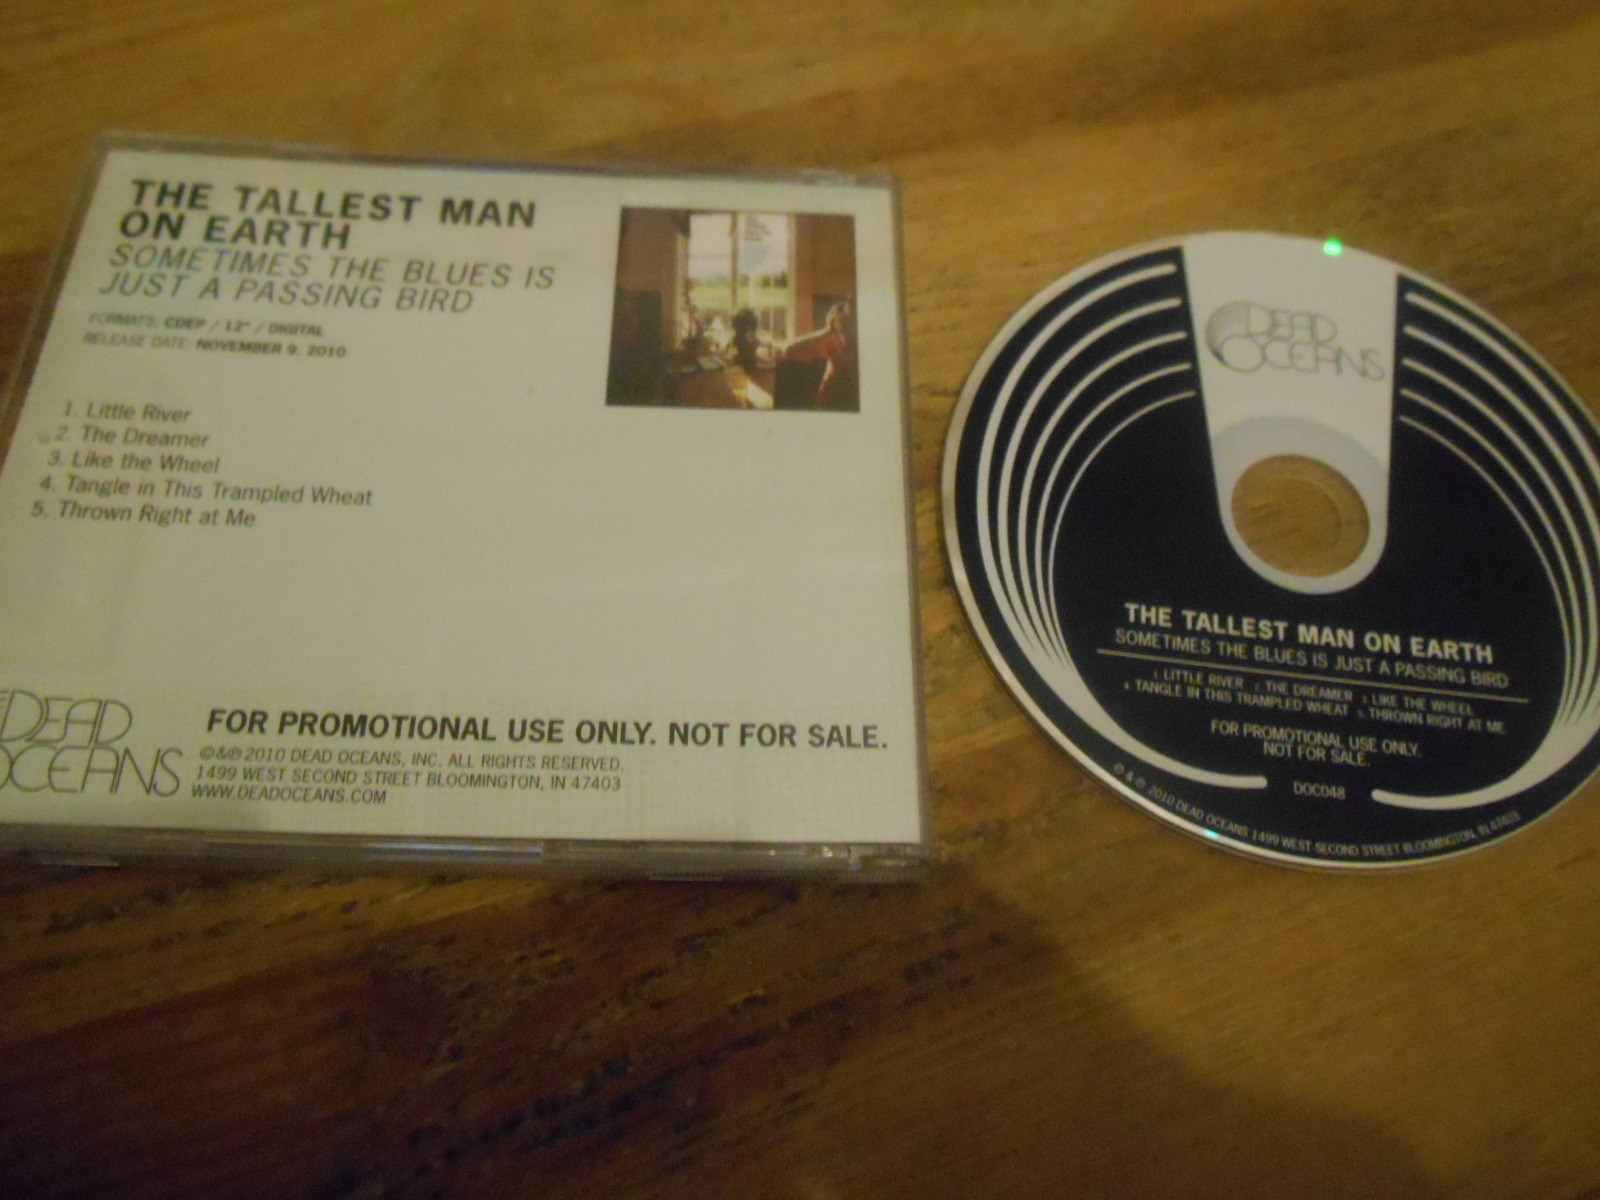 THE TALLEST MAN
ON EARTH
SOMETIMES THE BLUES IS
JUST A PASSING BIRD
FORMATS: CDEP / 12" / DIGITAL
RELEASE DATE: NOVEMBER 9, 2010
1. Little River
2. The Dreamer
3. Like the Wheel
4. Tangle in This Trampled Wheat
5. Thrown Right at Me
DEAD
OCEANS
FOR PROMOTIONAL USE ONLY. NOT FOR SALE.
©&℗ 2010 DEAD OCEANS, INC. ALL RIGHTS RESERVED.
1499 WEST SECOND STREET BLOOMINGTON, IN 47403
WWW.DEADOCEANS.COM
DEAD
OCEANS
THE TALLEST MAN ON EARTH
SOMETIMES THE BLUES IS JUST A PASSING BIRD
1. LITTLE RIVER 2. THE DREAMER 3. LIKE THE WHEEL
4. TANGLE IN THIS TRAMPLED WHEAT 5. THROWN RIGHT AT ME
FOR PROMOTIONAL USE ONLY.
NOT FOR SALE.
DOC048
© & ℗ 2010 DEAD OCEANS 1499 WEST SECOND STREET BLOOMINGTON, IN 47403